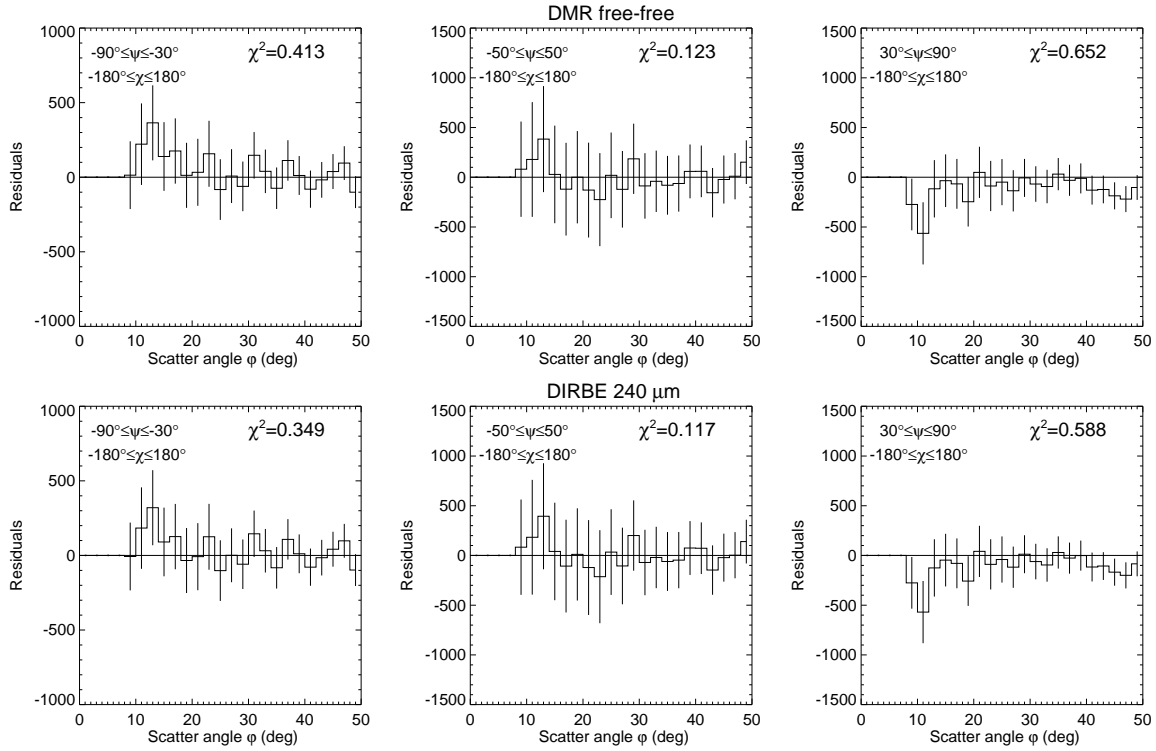 DMR free-free
-90°≤ψ≤-30°
χ²=0.413
-180°≤χ≤180°
1000
500
0
-500
-1000
Residuals
0 10 20 30 40 50
Scatter angle φ (deg)
-50°≤ψ≤50°
χ²=0.123
-180°≤χ≤180°
1500
1000
500
0
-500
-1000
-1500
Residuals
0 10 20 30 40 50
Scatter angle φ (deg)
30°≤ψ≤90°
χ²=0.652
-180°≤χ≤180°
1500
1000
500
0
-500
-1000
-1500
Residuals
0 10 20 30 40 50
Scatter angle φ (deg)
DIRBE 240 μm
-90°≤ψ≤-30°
χ²=0.349
-180°≤χ≤180°
1000
500
0
-500
-1000
Residuals
0 10 20 30 40 50
Scatter angle φ (deg)
-50°≤ψ≤50°
χ²=0.117
-180°≤χ≤180°
1500
1000
500
0
-500
-1000
-1500
Residuals
0 10 20 30 40 50
Scatter angle φ (deg)
30°≤ψ≤90°
χ²=0.588
-180°≤χ≤180°
1500
1000
500
0
-500
-1000
-1500
Residuals
0 10 20 30 40 50
Scatter angle φ (deg)